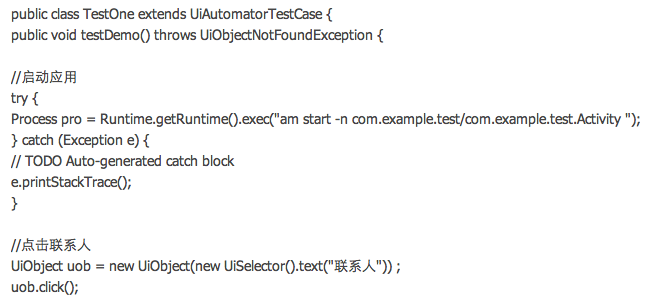 public class TestOne extends UiAutomatorTestCase {
public void testDemo() throws UiObjectNotFoundException {
//启动应用
try {
Process pro = Runtime.getRuntime().exec("am start -n com.example.test/com.example.test.Activity ");
} catch (Exception e) {
// TODO Auto-generated catch block
e.printStackTrace();
}
//点击联系人
UiObject uob = new UiObject(new UiSelector().text("联系人")) ;
uob.click();